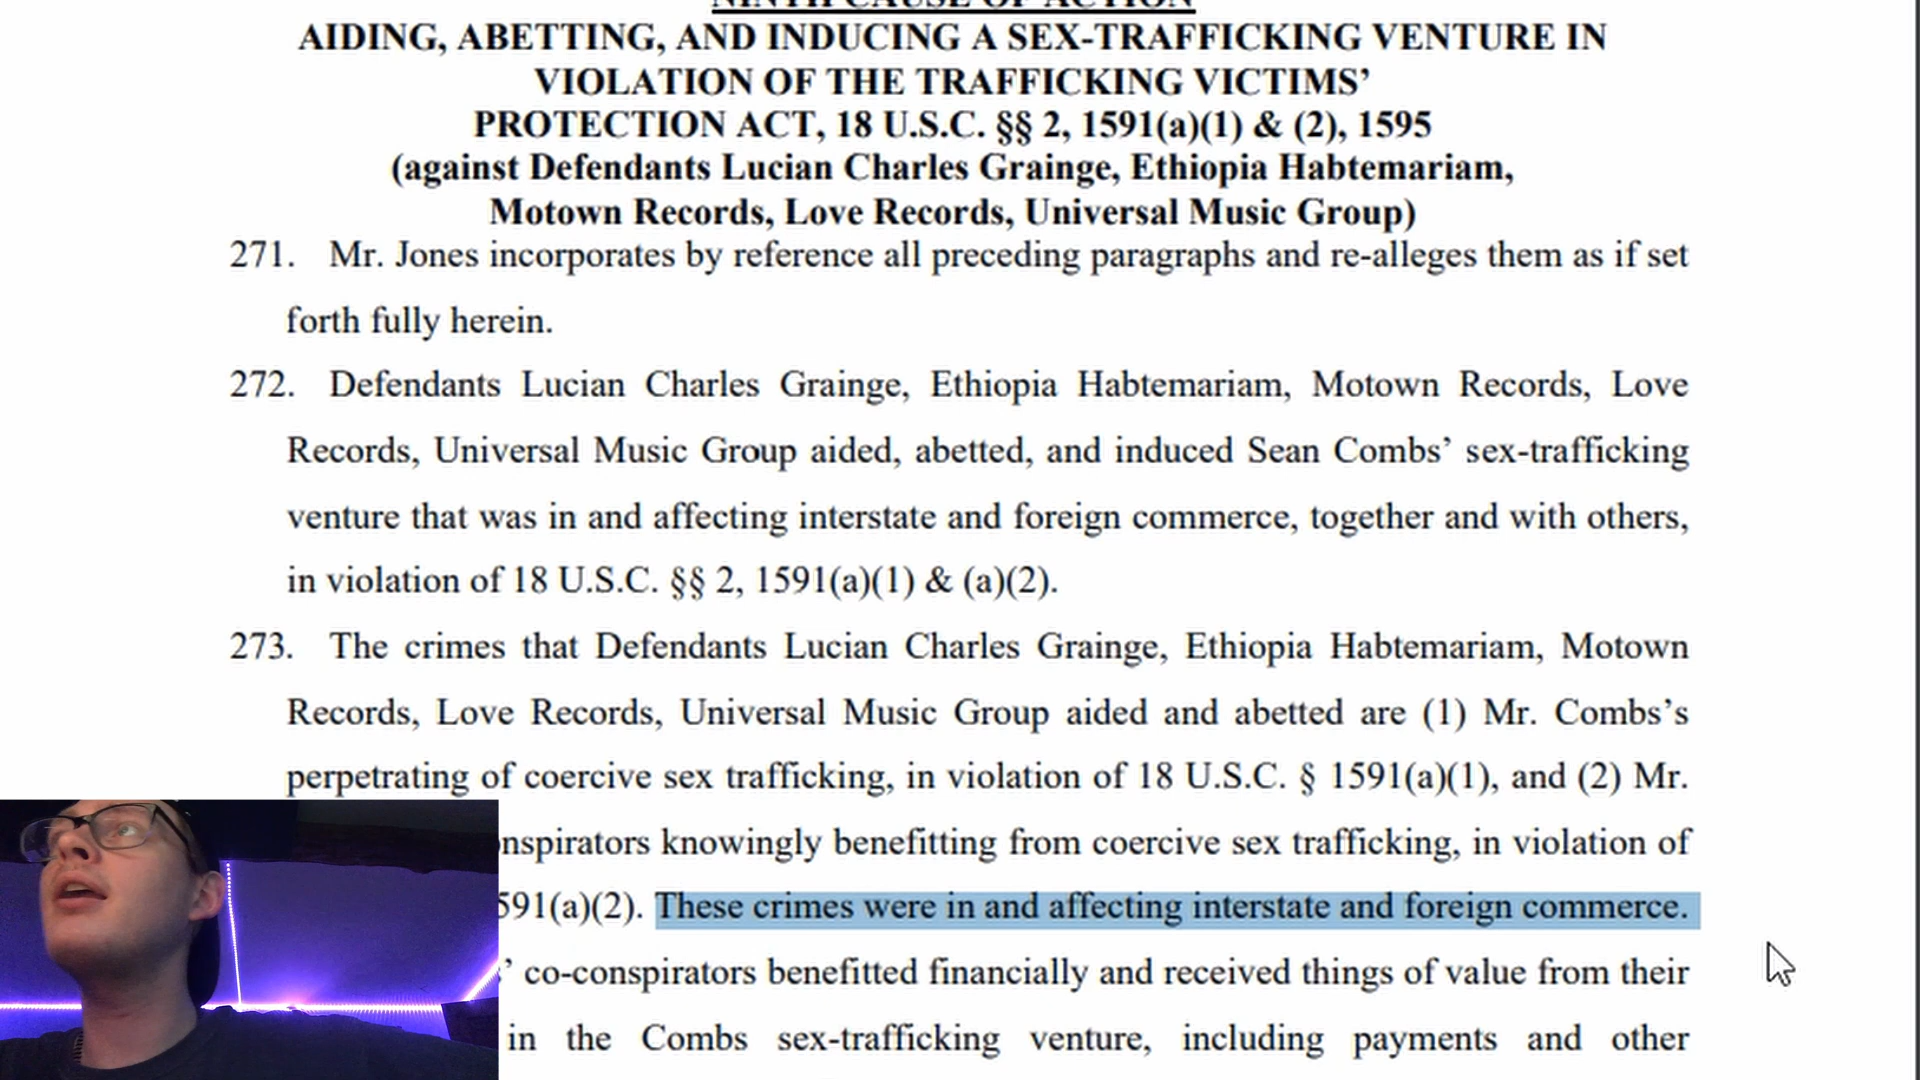 NINTH CAUSE OF ACTION
AIDING, ABETTING, AND INDUCING A SEX-TRAFFICKING VENTURE IN
VIOLATION OF THE TRAFFICKING VICTIMS’
PROTECTION ACT, 18 U.S.C. §§ 2, 1591(a)(1) & (2), 1595
(against Defendants Lucian Charles Grainge, Ethiopia Habtemariam,
Motown Records, Love Records, Universal Music Group)
271. Mr. Jones incorporates by reference all preceding paragraphs and re-alleges them as if set
forth fully herein.
272. Defendants Lucian Charles Grainge, Ethiopia Habtemariam, Motown Records, Love
Records, Universal Music Group aided, abetted, and induced Sean Combs’ sex-trafficking
venture that was in and affecting interstate and foreign commerce, together and with others,
in violation of 18 U.S.C. §§ 2, 1591(a)(1) & (a)(2).
273. The crimes that Defendants Lucian Charles Grainge, Ethiopia Habtemariam, Motown
Records, Love Records, Universal Music Group aided and abetted are (1) Mr. Combs’s
perpetrating of coercive sex trafficking, in violation of 18 U.S.C. § 1591(a)(1), and (2) Mr.
nspirators knowingly benefitting from coercive sex trafficking, in violation of
591(a)(2). These crimes were in and affecting interstate and foreign commerce.
’ co-conspirators benefitted financially and received things of value from their
in the Combs sex-trafficking venture, including payments and other